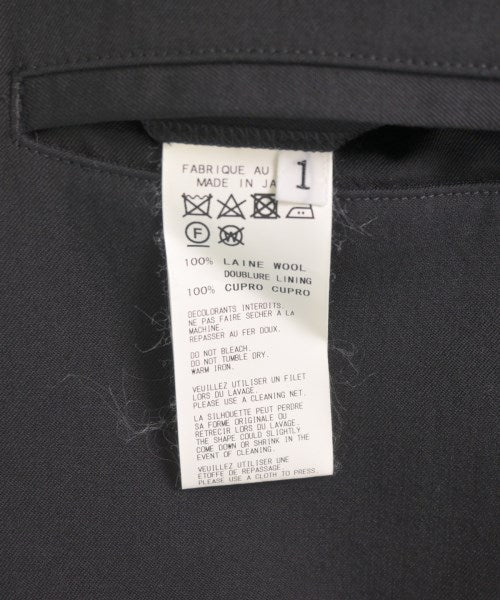 FABRIQUE AU
1
MADE IN JA
F
W
100% LAINE WOOL
DOUBLURE LINING
100% CUPRO CUPRO
DECOLORANTS INTERDITS.
NE PAS FAIRE SECHER A LA
MACHINE.
REPASSER AU FER DOUX.
DO NOT BLEACH.
DO NOT TUMBLE DRY.
WARM IRON.
VEUILLEZ UTILISER UN FILET
LORS DU LAVAGE.
PLEASE USE A CLEANING NET.
LA SILHOUETTE PEUT PERDRE
SA FORME ORIGINALE OU
RETRECIR LORS DU LAVAGE.
THE SHAPE COULD SLIGHTLY
COME DOWN OR SHRINK IN THE
EVENT OF CLEANING.
VEUILLEZ UTILISER UNE
ETOFFE DE REPASSAGE.
PLEASE USE A CLOTH TO PRESS.